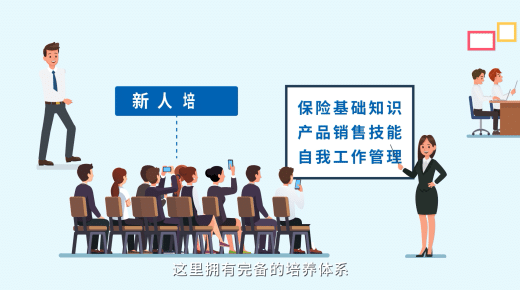 新人培
保险基础知识
产品销售技能
自我工作管理
这里拥有完备的培养体系